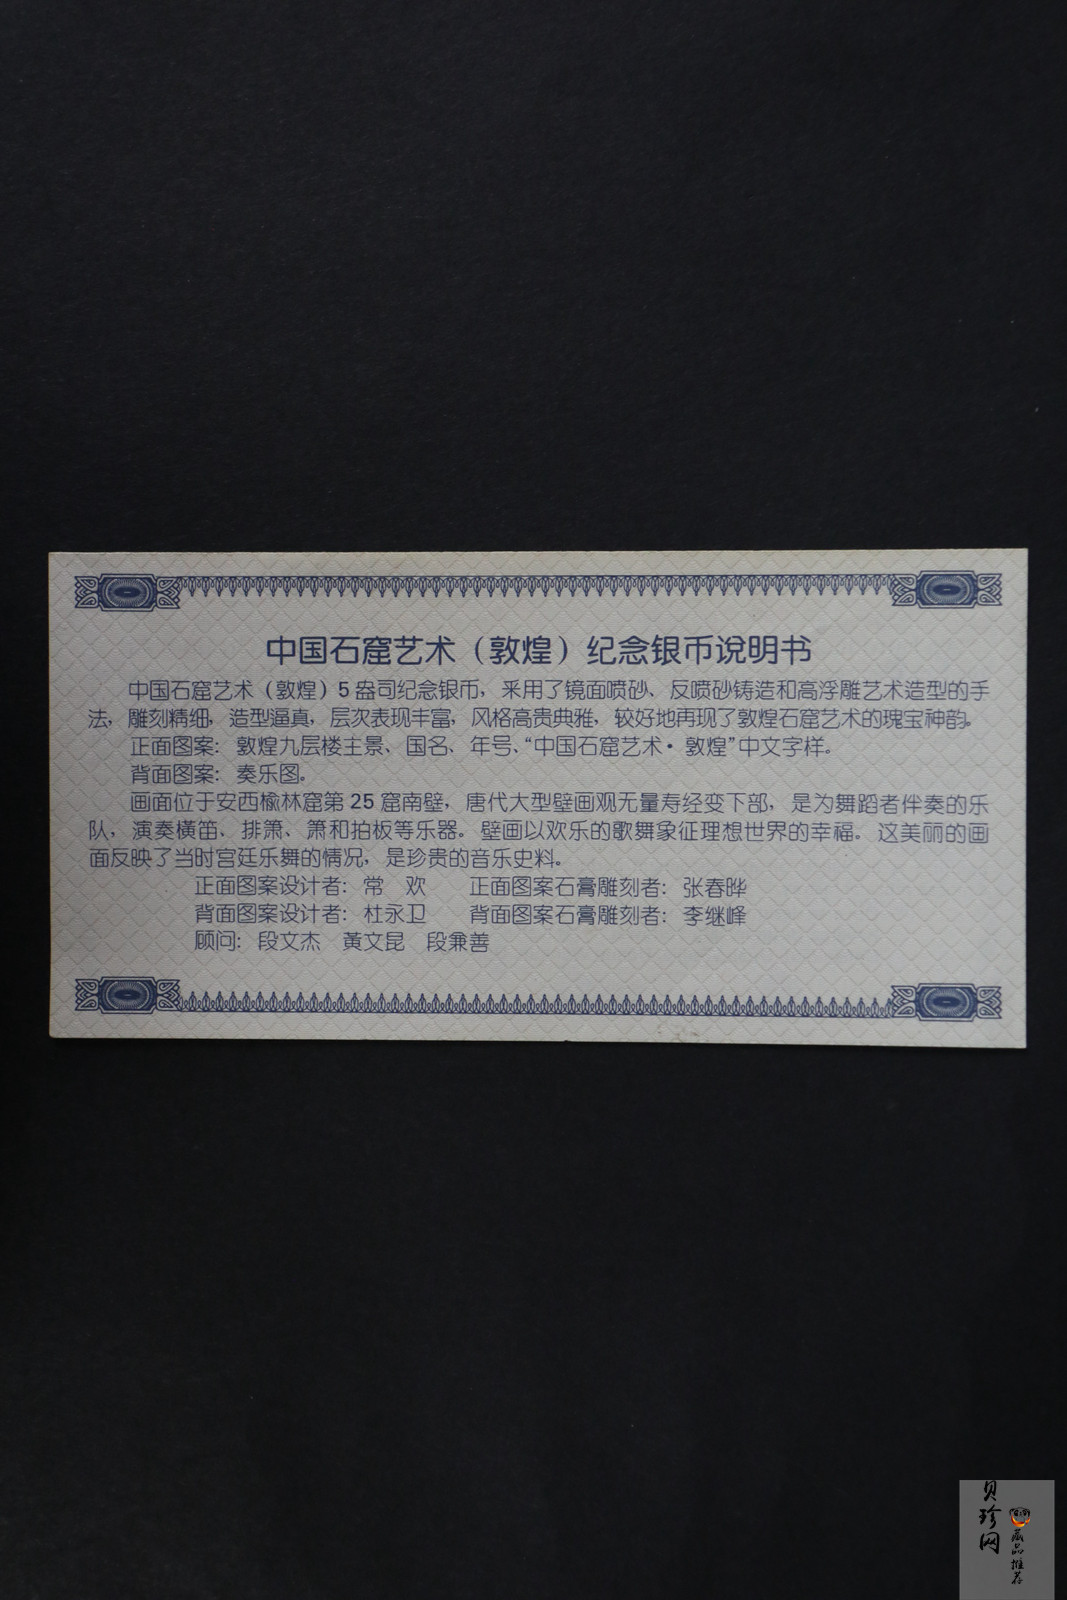 中国石窟艺术（敦煌）纪念银币说明书
中国石窟艺术（敦煌）5盎司纪念银币，采用了镜面喷砂、反喷砂铸造和高浮雕艺术造型的手
法，雕刻精细，造型逼真，层次表现丰富，风格高贵典雅，较好地再现了敦煌石窟艺术的瑰宝神韵。
正面图案：敦煌九层楼主景、国名、年号、“中国石窟艺术·敦煌”中文字样。
背面图案：奏乐图。
画面位于安西榆林窟第25窟南壁，唐代大型壁画观无量寿经变下部，是为舞蹈者伴奏的乐
队，演奏横笛、排箫、箫和拍板等乐器。壁画以欢乐的歌舞象征理想世界的幸福。这美丽的画
面反映了当时宫廷乐舞的情况，是珍贵的音乐史料。
正面图案设计者：常　欢　　正面图案石膏雕刻者：张春晔
背面图案设计者：杜永卫　　背面图案石膏雕刻者：李继峰
顾问：段文杰　黄文昆　段兼善
贝珍网
藏品推荐